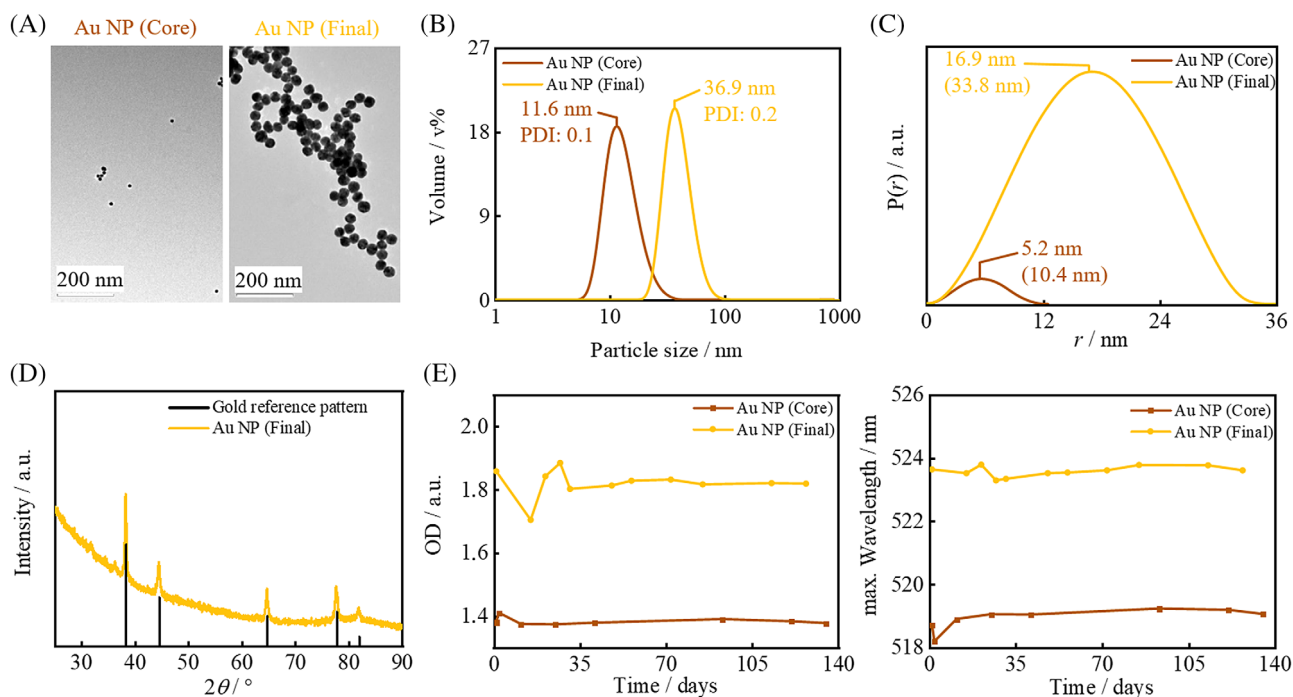 (A)
Au NP (Core)
Au NP (Final)
200 nm
200 nm
(B)
27
18
9
0
Volume / v%
Au NP (Core)
Au NP (Final)
11.6 nm
PDI: 0.1
36.9 nm
PDI: 0.2
1
10
100
1000
Particle size / nm
(C)
P(r) / a.u.
16.9 nm
(33.8 nm)
Au NP (Core)
Au NP (Final)
5.2 nm
(10.4 nm)
0
12
24
36
r / nm
(D)
Intensity / a.u.
Gold reference pattern
Au NP (Final)
30
40
50
60
70
80
90
2θ / °
(E)
OD / a.u.
2.0
1.8
1.6
1.4
Au NP (Core)
Au NP (Final)
0
35
70
105
140
Time / days
max. Wavelength / nm
526
524
522
520
518
Au NP (Core)
Au NP (Final)
0
35
70
105
140
Time / days